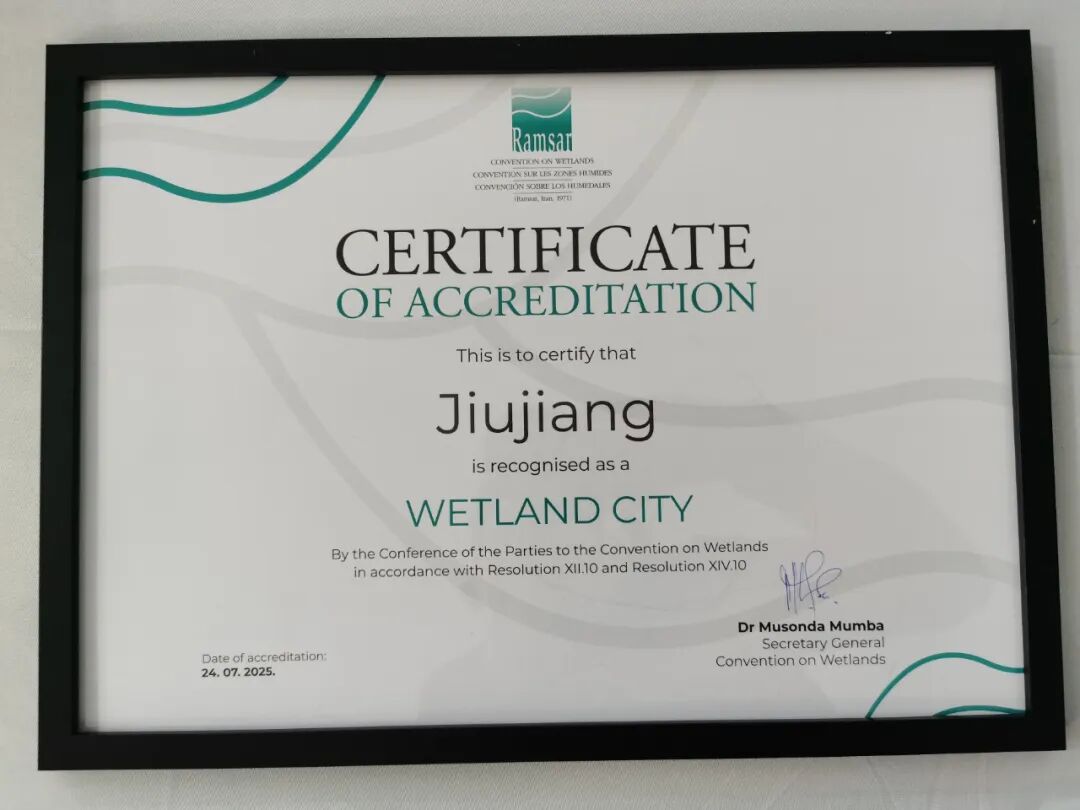 Ramsar
CONVENTION ON WETLANDS
CONVENTION SUR LES ZONES HUMIDES
CONVENCIÓN SOBRE LOS HUMEDALES
(Ramsar, Iran, 1971)
CERTIFICATE
OF ACCREDITATION
This is to certify that
Jiujiang
is recognised as a
WETLAND CITY
By the Conference of the Parties to the Convention on Wetlands
in accordance with Resolution XII.10 and Resolution XIV.10
Dr Musonda Mumba
Secretary General
Convention on Wetlands
Date of accreditation:
24. 07. 2025.